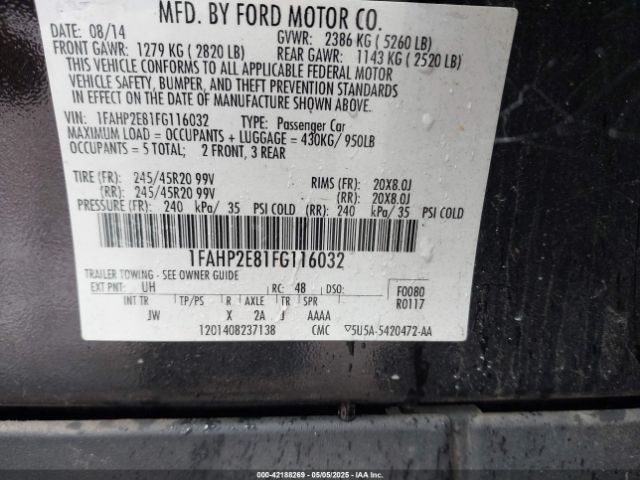 MFD. BY FORD MOTOR CO.
DATE: 08/14 GVWR: 2386 KG (5260 LB)
FRONT GAWR: 1279 KG (2820 LB) REAR GAWR: 1143 KG (2520 LB)
THIS VEHICLE CONFORMS TO ALL APPLICABLE FEDERAL MOTOR
VEHICLE SAFETY, BUMPER, AND THEFT PREVENTION STANDARDS
IN EFFECT ON THE DATE OF MANUFACTURE SHOWN ABOVE.
VIN: 1FAHP2E81FG116032 TYPE: Passenger Car
MAXIMUM LOAD = OCCUPANTS + LUGGAGE = 430KG/ 950LB
OCCUPANTS = 5 TOTAL: 2 FRONT, 3 REAR
TIRE (FR): 245/45R20 99V RIMS (FR): 20X8.0J
(RR): 245/45R20 99V (RR): 20X8.0J
PRESSURE (FR): 240 kPa/ 35 PSI COLD (RR): 240 kPa/ 35 PSI COLD
1FAHP2E81FG116032
TRAILER TOWING - SEE OWNER GUIDE
EXT PNT: UH RC: 48 DSO: F0080
INT TR TP/PS R AXLE TR SPR R0117
JW X 2A J AAAA
1201408237138 CMC ▽5U5A-5420472-AA
000-42188269 - 05/05/2025 - IAAI.COM